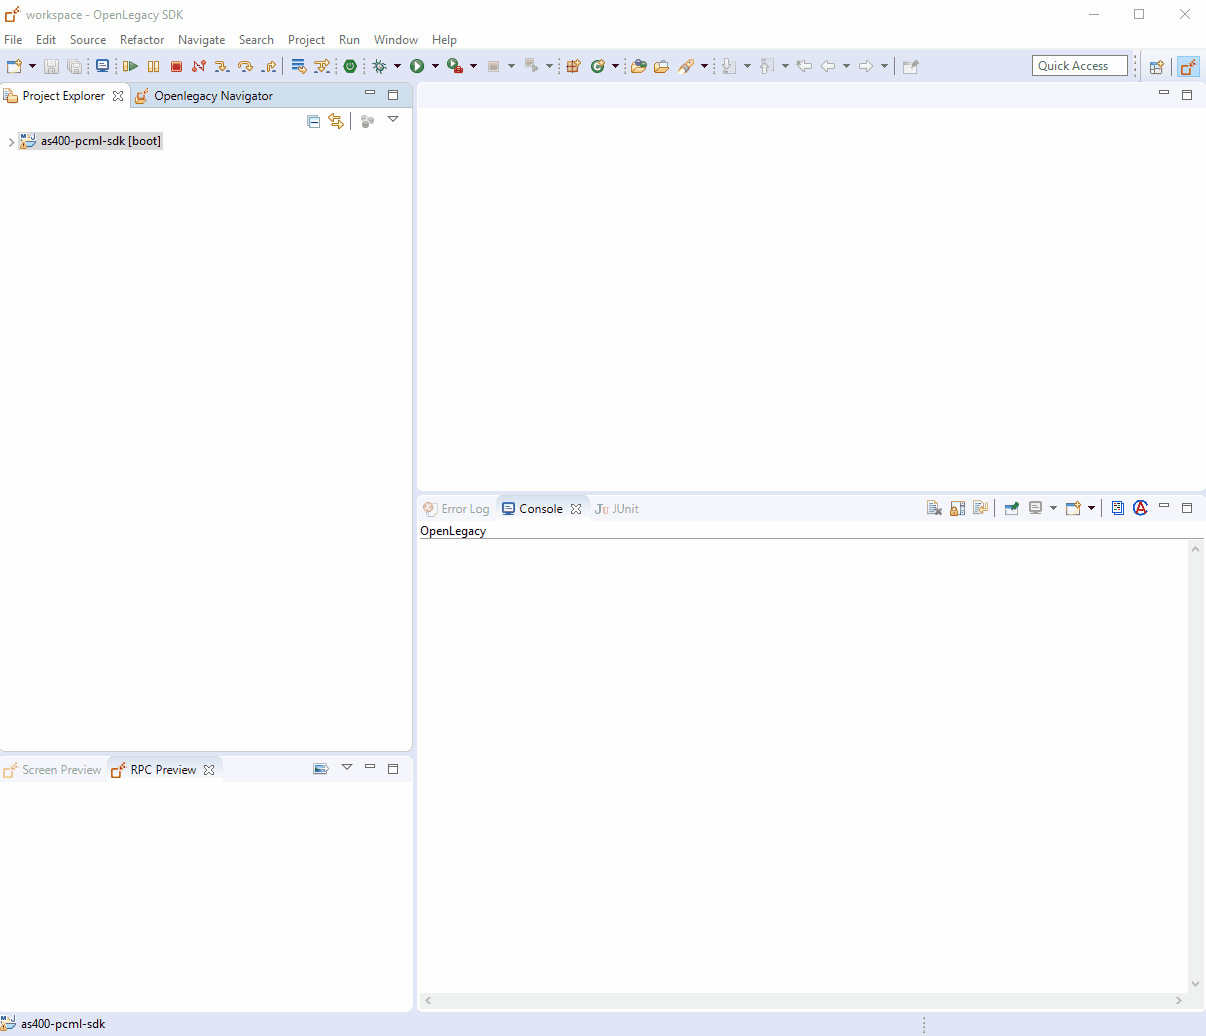 workspace - OpenLegacy SDK
File Edit Source Refactor Navigate Search Project Run Window Help
Quick Access
Project Explorer Openlegacy Navigator
as400-pcml-sdk [boot]
Error Log Console JUnit
OpenLegacy
Screen Preview RPC Preview
as400-pcml-sdk